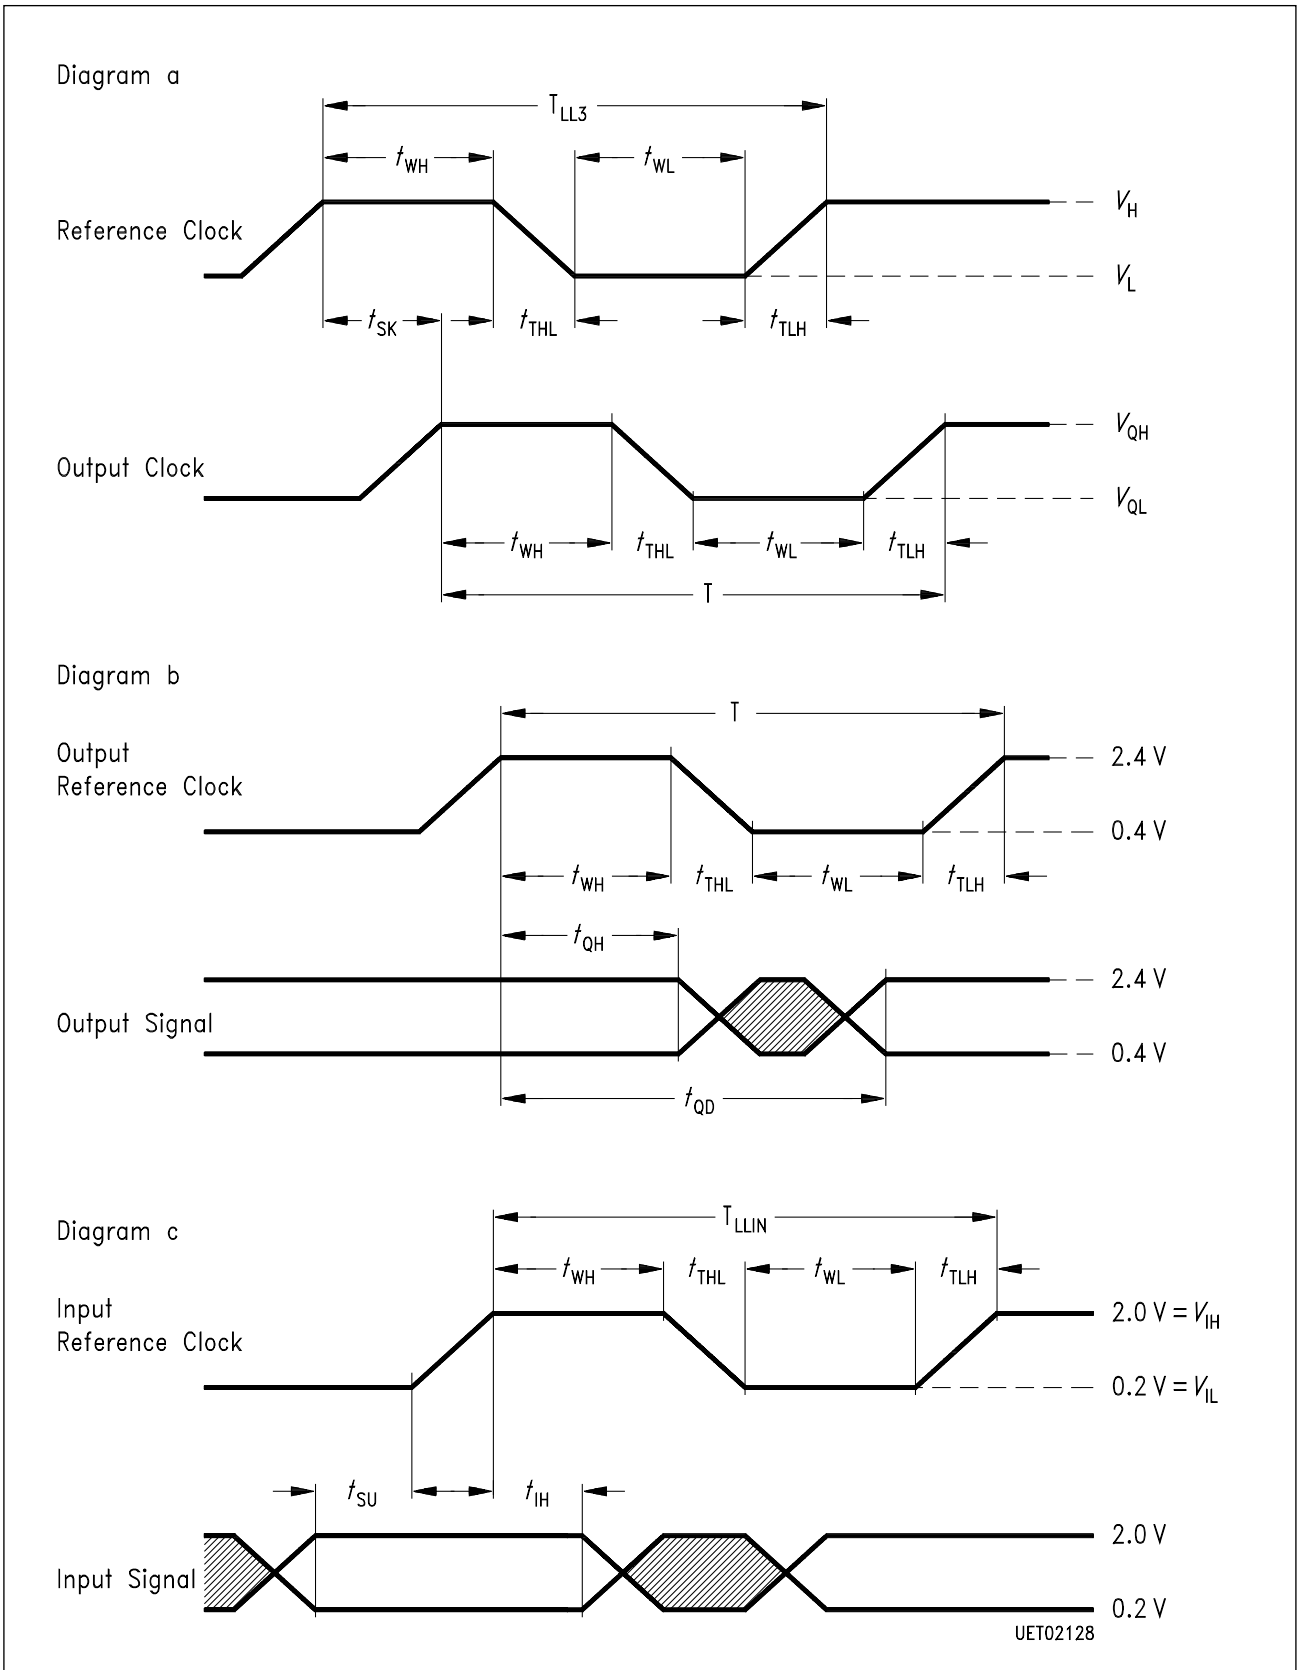 Diagram a
T_LL3
t_WH t_WL
Reference Clock
V_H
V_L
t_SK t_THL t_TLH
V_QH
Output Clock
V_QL
t_WH t_THL t_WL t_TLH
T
Diagram b
T
Output
Reference Clock
2.4 V
0.4 V
t_WH t_THL t_WL t_TLH
t_QH
2.4 V
Output Signal
0.4 V
t_QD
Diagram c
T_LLIN
t_WH t_THL t_WL t_TLH
Input
Reference Clock
2.0 V = V_IH
0.2 V = V_IL
t_SU t_IH
2.0 V
Input Signal
0.2 V
UET02128